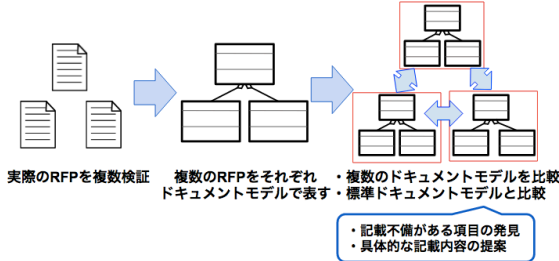 実際のRFPを複数検証
複数のRFPをそれぞれ
ドキュメントモデルで表す
・複数のドキュメントモデルを比較
・標準ドキュメントモデルと比較
・記載不備がある項目の発見
・具体的な記載内容の提案